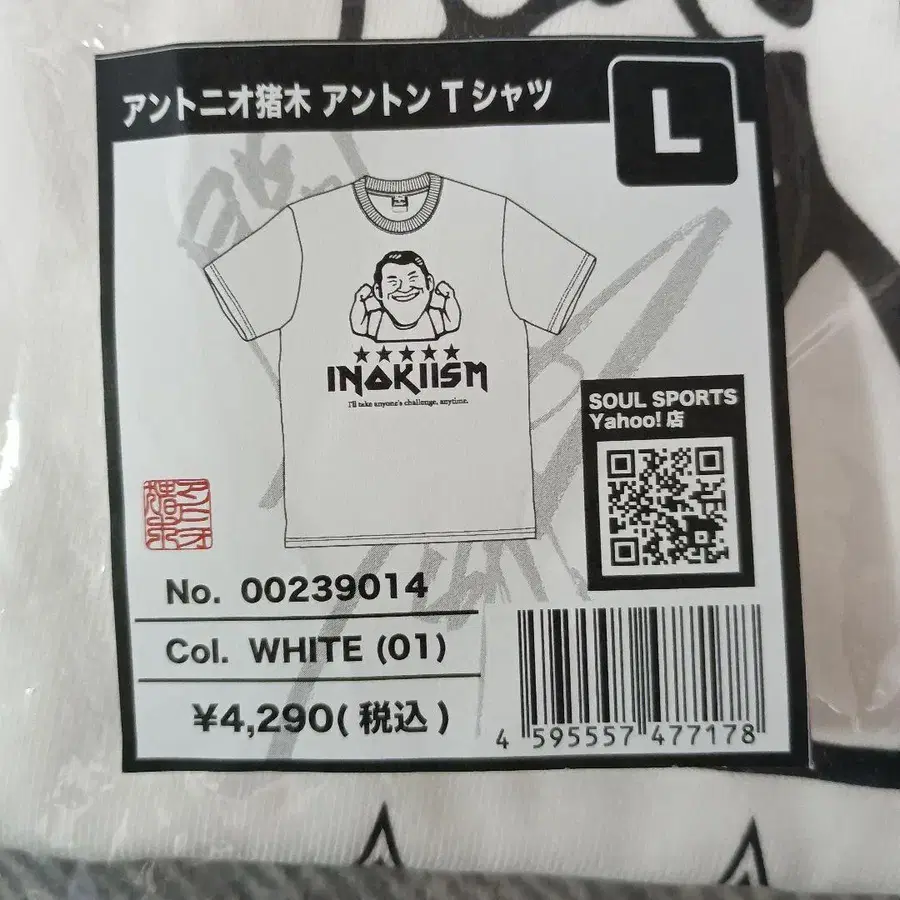 アントニオ猪木 アントン Tシャツ
L
INOKIISM
I'll take anyone's challenge, anytime.
SOUL SPORTS
Yahoo!店
No. 00239014
Col. WHITE (01)
¥4,290(税込)
4 595557 477178